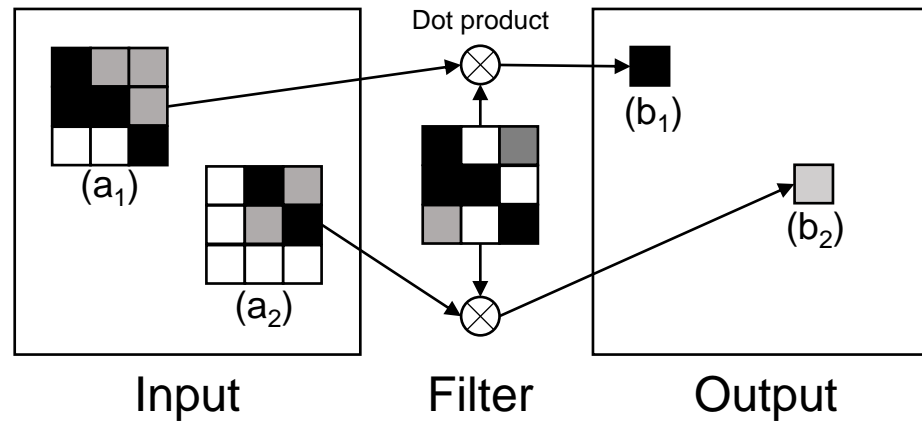 Dot product
(a₁)
(a₂)
(b₁)
(b₂)
Input
Filter
Output